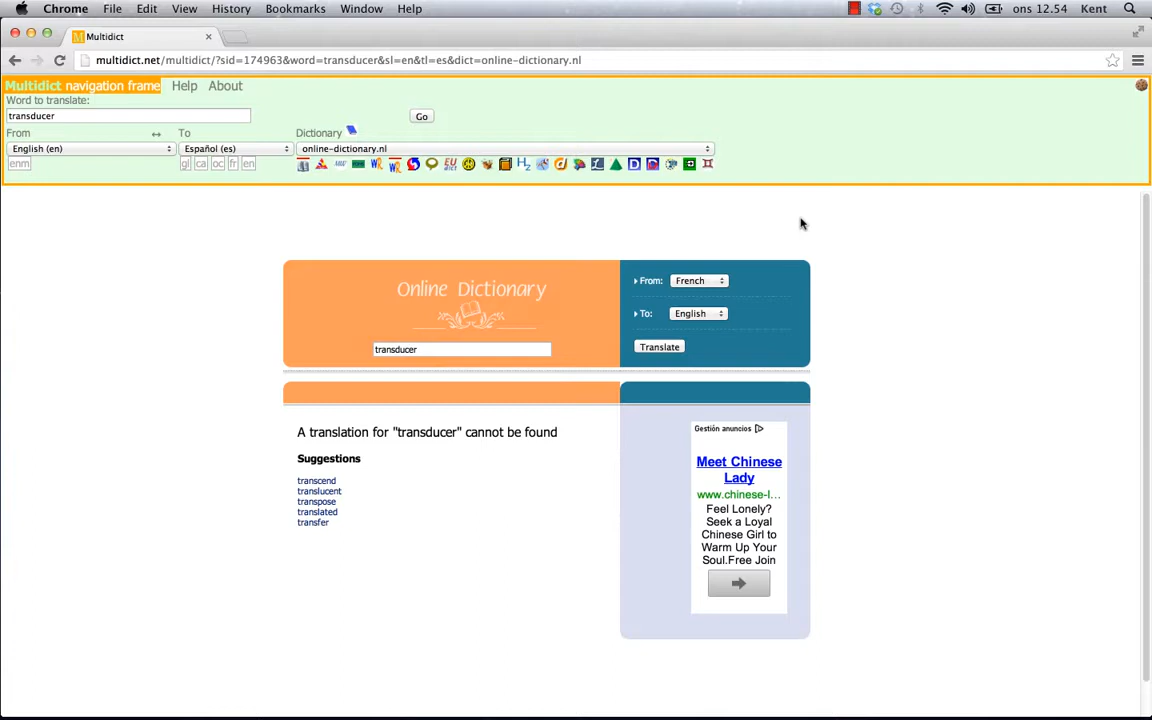 Chrome File Edit View History Bookmarks Window Help ons 12.54 Kent
Multidict
multidict.net/multidict/?sid=174963&word=transducer&sl=en&tl=es&dict=online-dictionary.nl
Multidict navigation frame Help About
Word to translate:
transducer Go
From ↔ To Dictionary
English (en) Español (es) online-dictionary.nl
enm gl ca oc fr en
Online Dictionary
From: French
To: English
transducer Translate
A translation for "transducer" cannot be found
Suggestions
transcend
translucent
transpose
translated
transfer
Gestión anuncios
Meet Chinese
Lady
www.chinese-l...
Feel Lonely?
Seek a Loyal
Chinese Girl to
Warm Up Your
Soul.Free Join